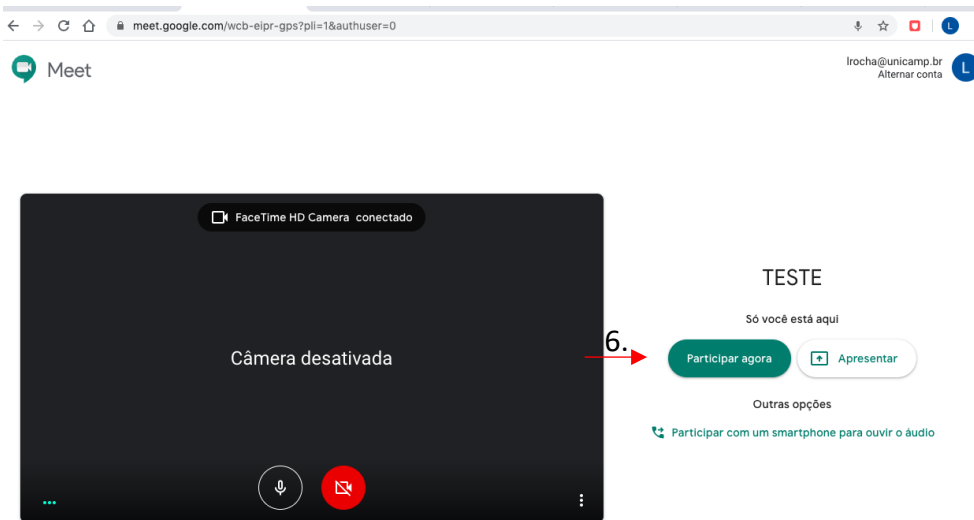 meet.google.com/wcb-eipr-gps?pli=1&authuser=0
L
Meet
lrocha@unicamp.br
Alternar conta
L
FaceTime HD Camera conectado
Câmera desativada
TESTE
Só você está aqui
6.
Participar agora
Apresentar
Outras opções
Participar com um smartphone para ouvir o áudio